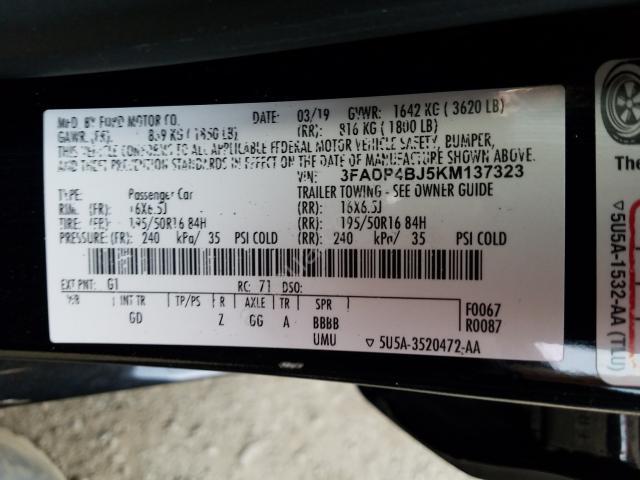 MFD BY FORD MOTOR CO. DATE: 03/19 GVWR: 1642 KG ( 3620 LB)
GAWR (FR): 839 KG (1850 LB) (RR): 816 KG ( 1800 LB)
THIS VEHICLE CONFORMS TO ALL APPLICABLE FEDERAL MOTOR VEHICLE SAFETY, BUMPER,
AND THEFT PREVENTION STANDARDS IN EFFECT ON THE DATE OF MANUFACTURE SHOWN ABOVE.
VIN: 3FADP4BJ5KM137323
TYPE: Passenger Car TRAILER TOWING - SEE OWNER GUIDE
RIM: (FR): 16X6.5J (RR): 16X6.5J
TIRE: (FR): 195/50R16 84H (RR): 195/50R16 84H
PRESSURE: (FR): 240 kPa/ 35 PSI COLD (RR): 240 kPa/ 35 PSI COLD
EXT PNT: G1 RC: 71 DSO:
INT TR TP/PS R AXLE TR SPR F0067
GD Z GG A BBBB R0087
UMU ▽ 5U5A-3520472-AA
The
▽ 5U5A-1532-AA (TLU)